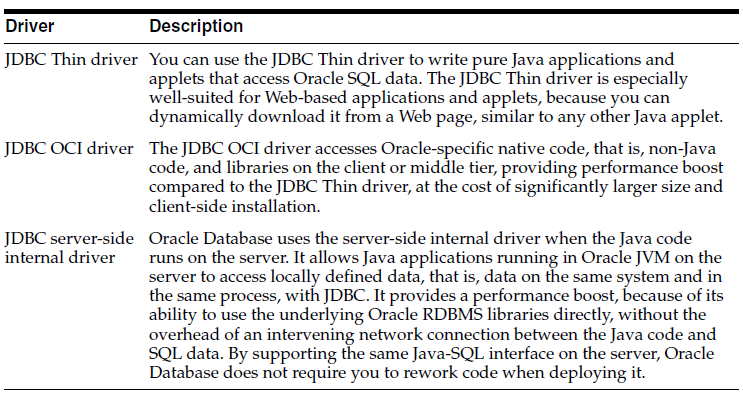 Driver Description
JDBC Thin driver You can use the JDBC Thin driver to write pure Java applications and
applets that access Oracle SQL data. The JDBC Thin driver is especially
well-suited for Web-based applications and applets, because you can
dynamically download it from a Web page, similar to any other Java applet.
JDBC OCI driver The JDBC OCI driver accesses Oracle-specific native code, that is, non-Java
code, and libraries on the client or middle tier, providing performance boost
compared to the JDBC Thin driver, at the cost of significantly larger size and
client-side installation.
JDBC server-side Oracle Database uses the server-side internal driver when the Java code
internal driver runs on the server. It allows Java applications running in Oracle JVM on the
server to access locally defined data, that is, data on the same system and in
the same process, with JDBC. It provides a performance boost, because of its
ability to use the underlying Oracle RDBMS libraries directly, without the
overhead of an intervening network connection between the Java code and
SQL data. By supporting the same Java-SQL interface on the server, Oracle
Database does not require you to rework code when deploying it.